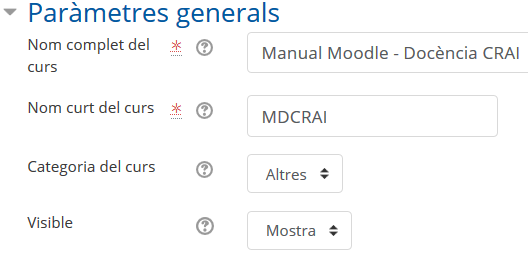 Paràmetres generals
Nom complet del
curs
Manual Moodle - Docència CRAI
Nom curt del curs
MDCRAI
Categoria del curs
Altres
Visible
Mostra